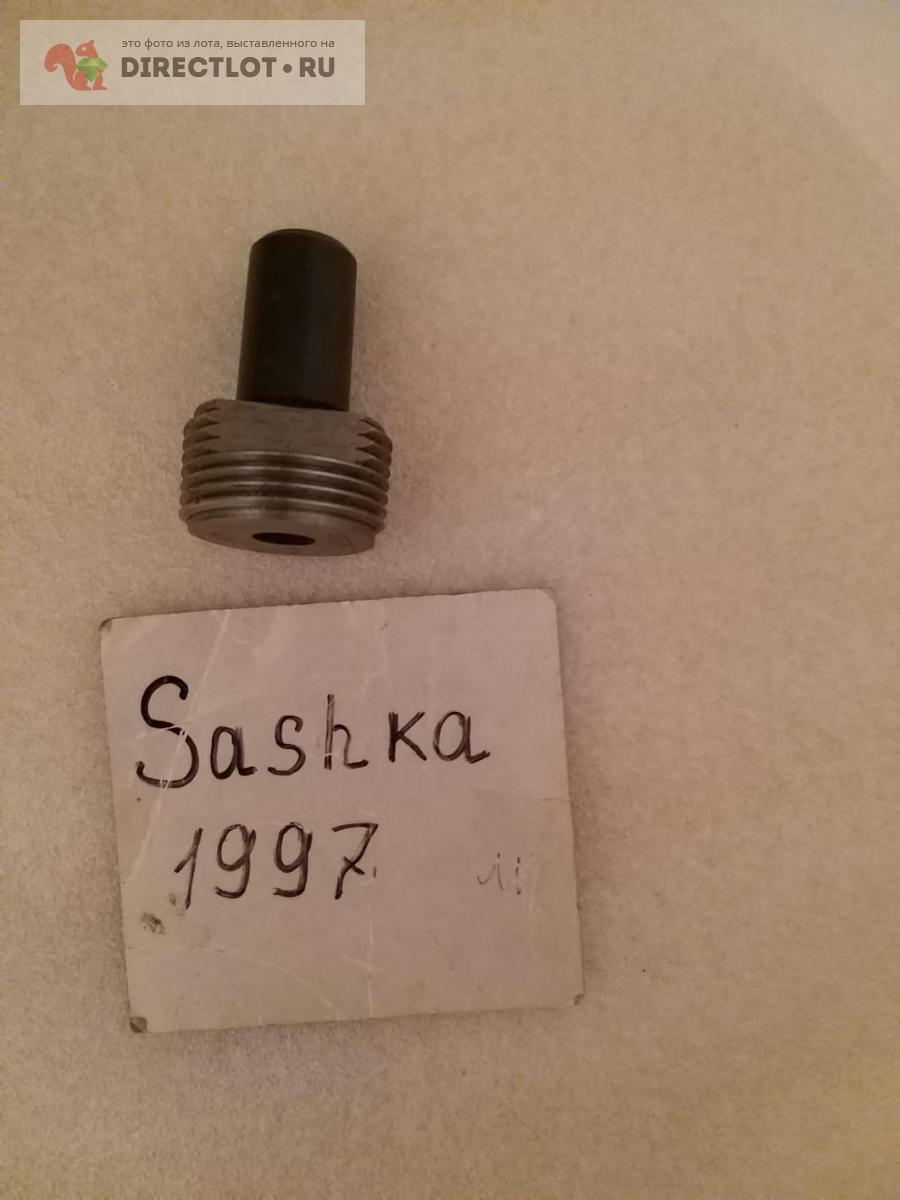 это фото из лота, выставленного на
DIRECTLOT•RU
Sashka
1997